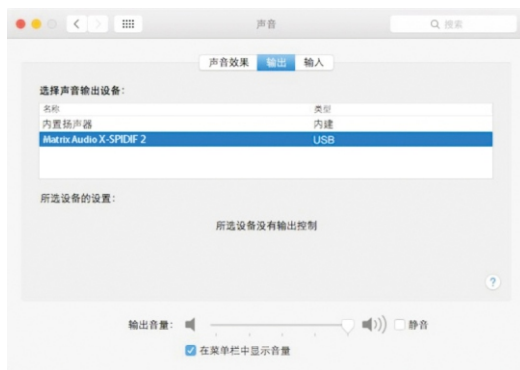 声音
搜索
声音效果 输出 输入
选择声音输出设备:
名称 类型
内置扬声器 内建
Matrix Audio X-SPIDIF 2 USB
所选设备的设置:
所选设备没有输出控制
?
输出音量: 静音
在菜单栏中显示音量